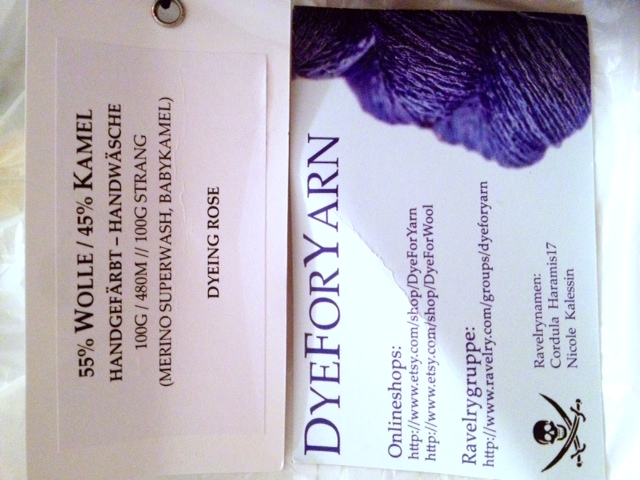 55% WOLLE / 45% KAMEL
HANDGEFÄRBT – HANDWÄSCHE
100G / 480M // 100G STRANG
(MERINO SUPERWASH, BABYKAMEL)
DYEING ROSE
DYEFORYARN
Onlineshops:
http://www.etsy.com/shop/DyeForYarn
http://www.etsy.com/shop/DyeForWool
Ravelrygruppe:
http://www.ravelry.com/groups/dyeforyarn
Ravelrynamen:
Cordula Haramis17
Nicole Kalessin